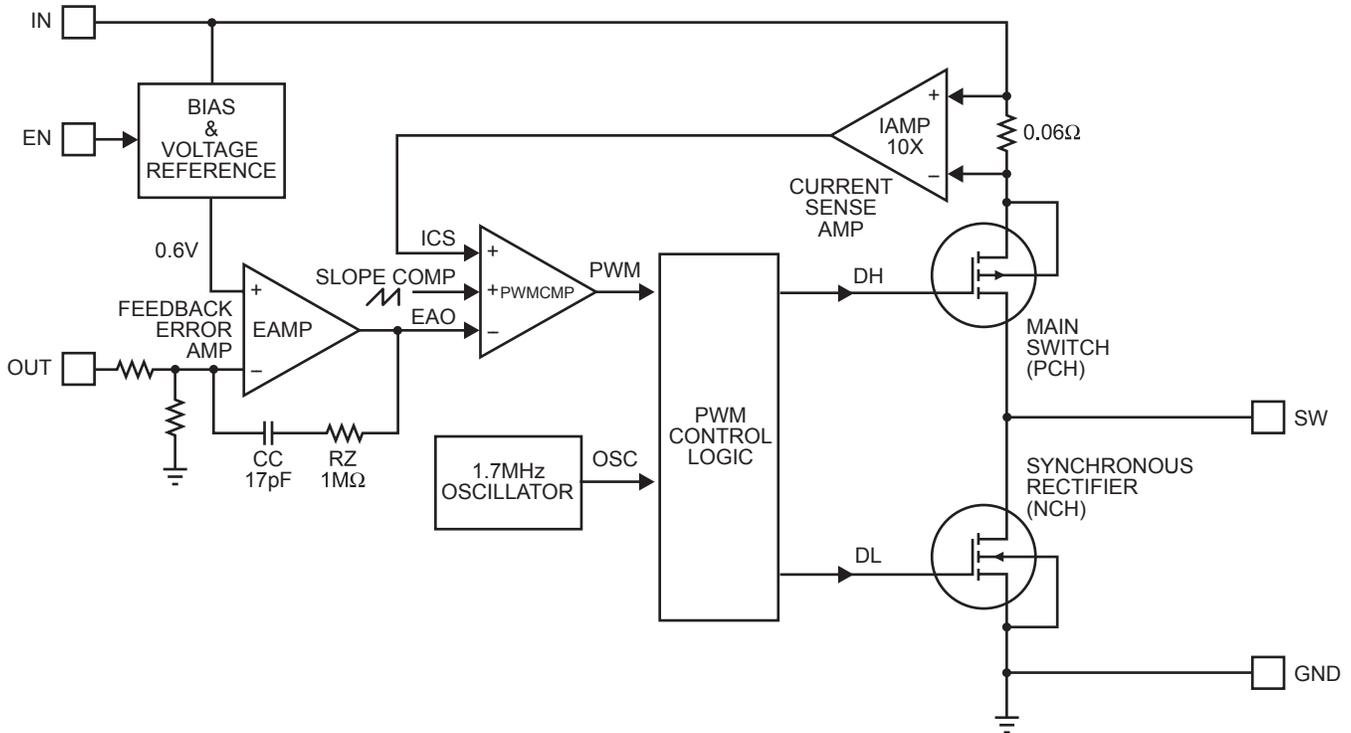 IN
BIAS
&
VOLTAGE
REFERENCE
EN
+
IAMP
10X
–
0.06Ω
CURRENT
SENSE
AMP
0.6V
ICS
+
SLOPE COMP
+PWMCMP
PWM
EAO
–
FEEDBACK
ERROR
AMP
+
EAMP
–
OUT
CC
17pF
RZ
1MΩ
1.7MHz
OSCILLATOR
OSC
PWM
CONTROL
LOGIC
DH
MAIN
SWITCH
(PCH)
SW
SYNCHRONOUS
RECTIFIER
(NCH)
DL
GND